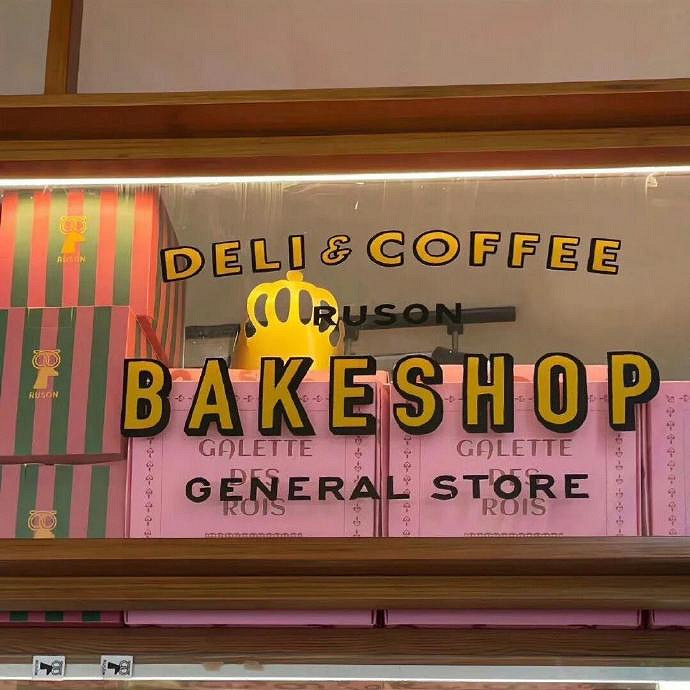 DELI & COFFEE
RUSON
BAKESHOP
GENERAL STORE
RUSON
RUSON
GALETTE
DES
ROIS
GALETTE
DES
ROIS